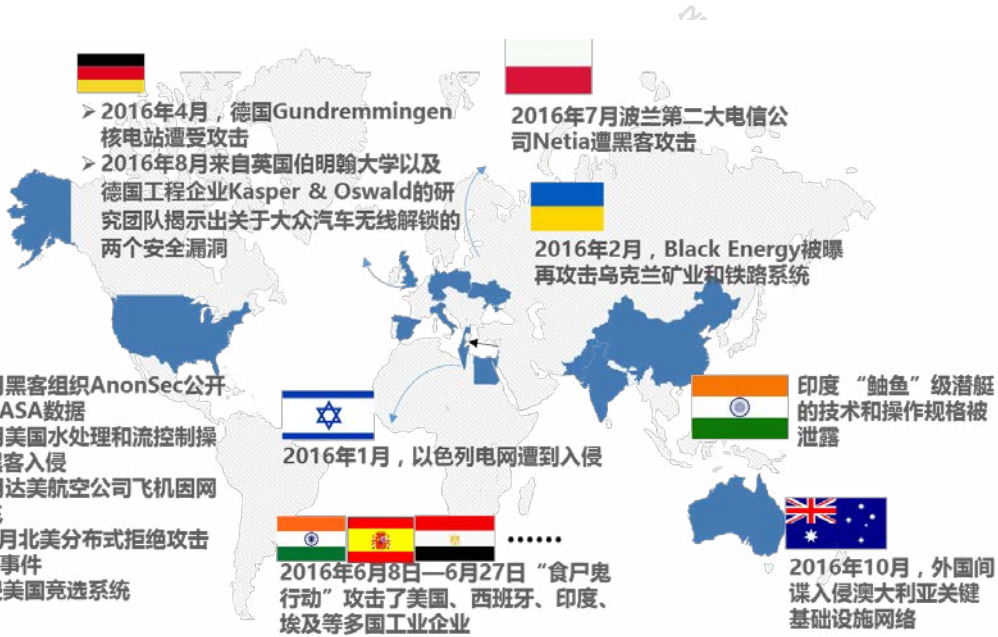 ➢ 2016年4月，德国Gundremmingen
核电站遭受攻击
➢ 2016年8月来自英国伯明翰大学以及
德国工程企业Kasper & Oswald的研
究团队揭示出关于大众汽车无线解锁的
两个安全漏洞
2016年7月波兰第二大电信公
司Netia遭黑客攻击
2016年2月，Black Energy被曝
再攻击乌克兰矿业和铁路系统
黑客组织AnonSec公开
ASA数据
美国水处理和流控制操
客入侵
达美航空公司飞机因网
月北美分布式拒绝攻击
事件
美国竞选系统
2016年1月，以色列电网遭到入侵
印度 “鲉鱼”级潜艇
的技术和操作规格被
泄露
2016年6月8日—6月27日“食尸鬼
行动”攻击了美国、西班牙、印度、
埃及等多国工业企业
······
2016年10月，外国间
谍入侵澳大利亚关键
基础设施网络